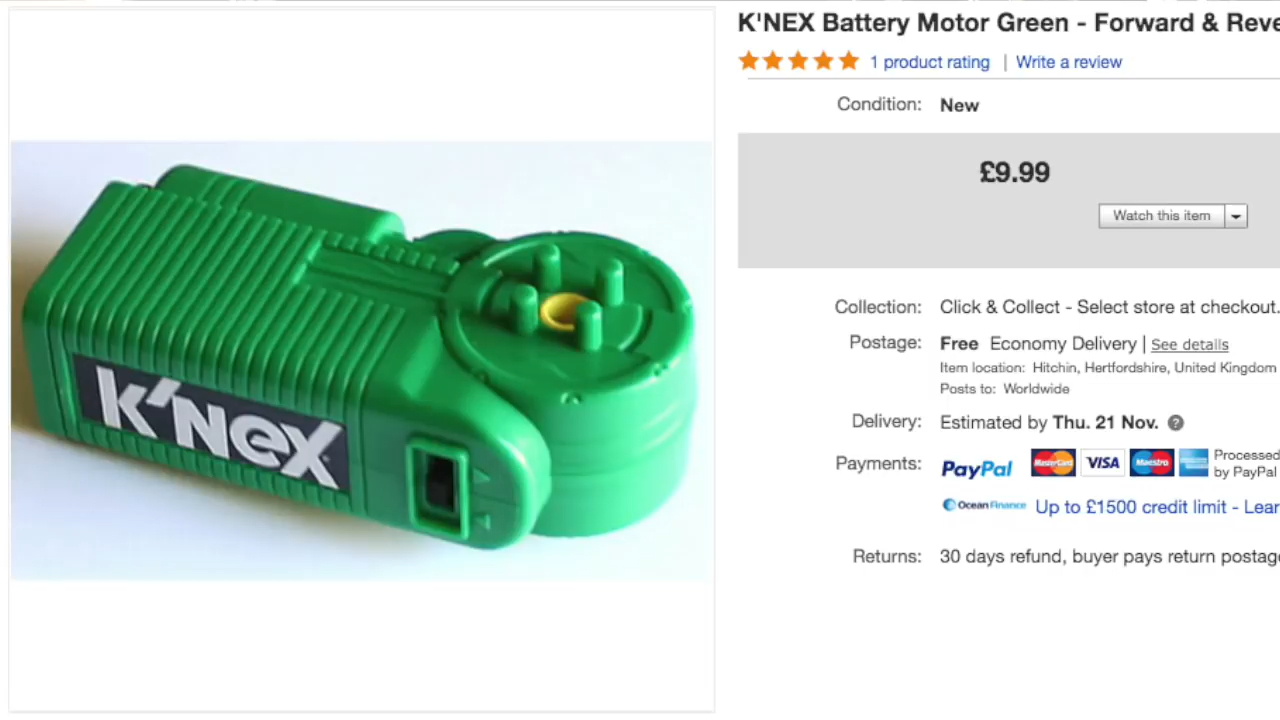 K'NEX Battery Motor Green - Forward & Reve
1 product rating | Write a review
Condition: New
£9.99
Watch this item
Collection: Click & Collect - Select store at checkout.
Postage: Free Economy Delivery | See details
Item location: Hitchin, Hertfordshire, United Kingdom
Posts to: Worldwide
Delivery: Estimated by Thu. 21 Nov. ?
Payments: PayPal MasterCard VISA Maestro Processed
by PayPal
Ocean Finance Up to £1500 credit limit - Lear
Returns: 30 days refund, buyer pays return postage
K'NEX